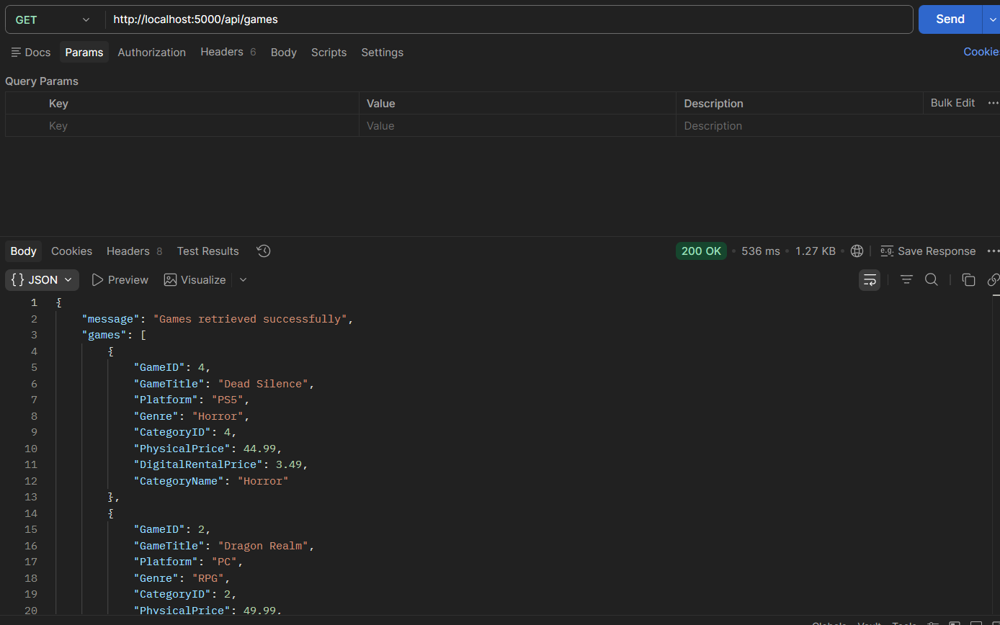 GET http://localhost:5000/api/games Send
Docs Params Authorization Headers 6 Body Scripts Settings Cookie
Query Params
Key Value Description Bulk Edit
Key Value Description
Body Cookies Headers 8 Test Results 200 OK • 536 ms • 1.27 KB • e.g. Save Response
{} JSON Preview Visualize
1 {
2 "message": "Games retrieved successfully",
3 "games": [
4 {
5 "GameID": 4,
6 "GameTitle": "Dead Silence",
7 "Platform": "PS5",
8 "Genre": "Horror",
9 "CategoryID": 4,
10 "PhysicalPrice": 44.99,
11 "DigitalRentalPrice": 3.49,
12 "CategoryName": "Horror"
13 },
14 {
15 "GameID": 2,
16 "GameTitle": "Dragon Realm",
17 "Platform": "PC",
18 "Genre": "RPG",
19 "CategoryID": 2,
20 "PhysicalPrice": 49.99,
Globals Vault Tools